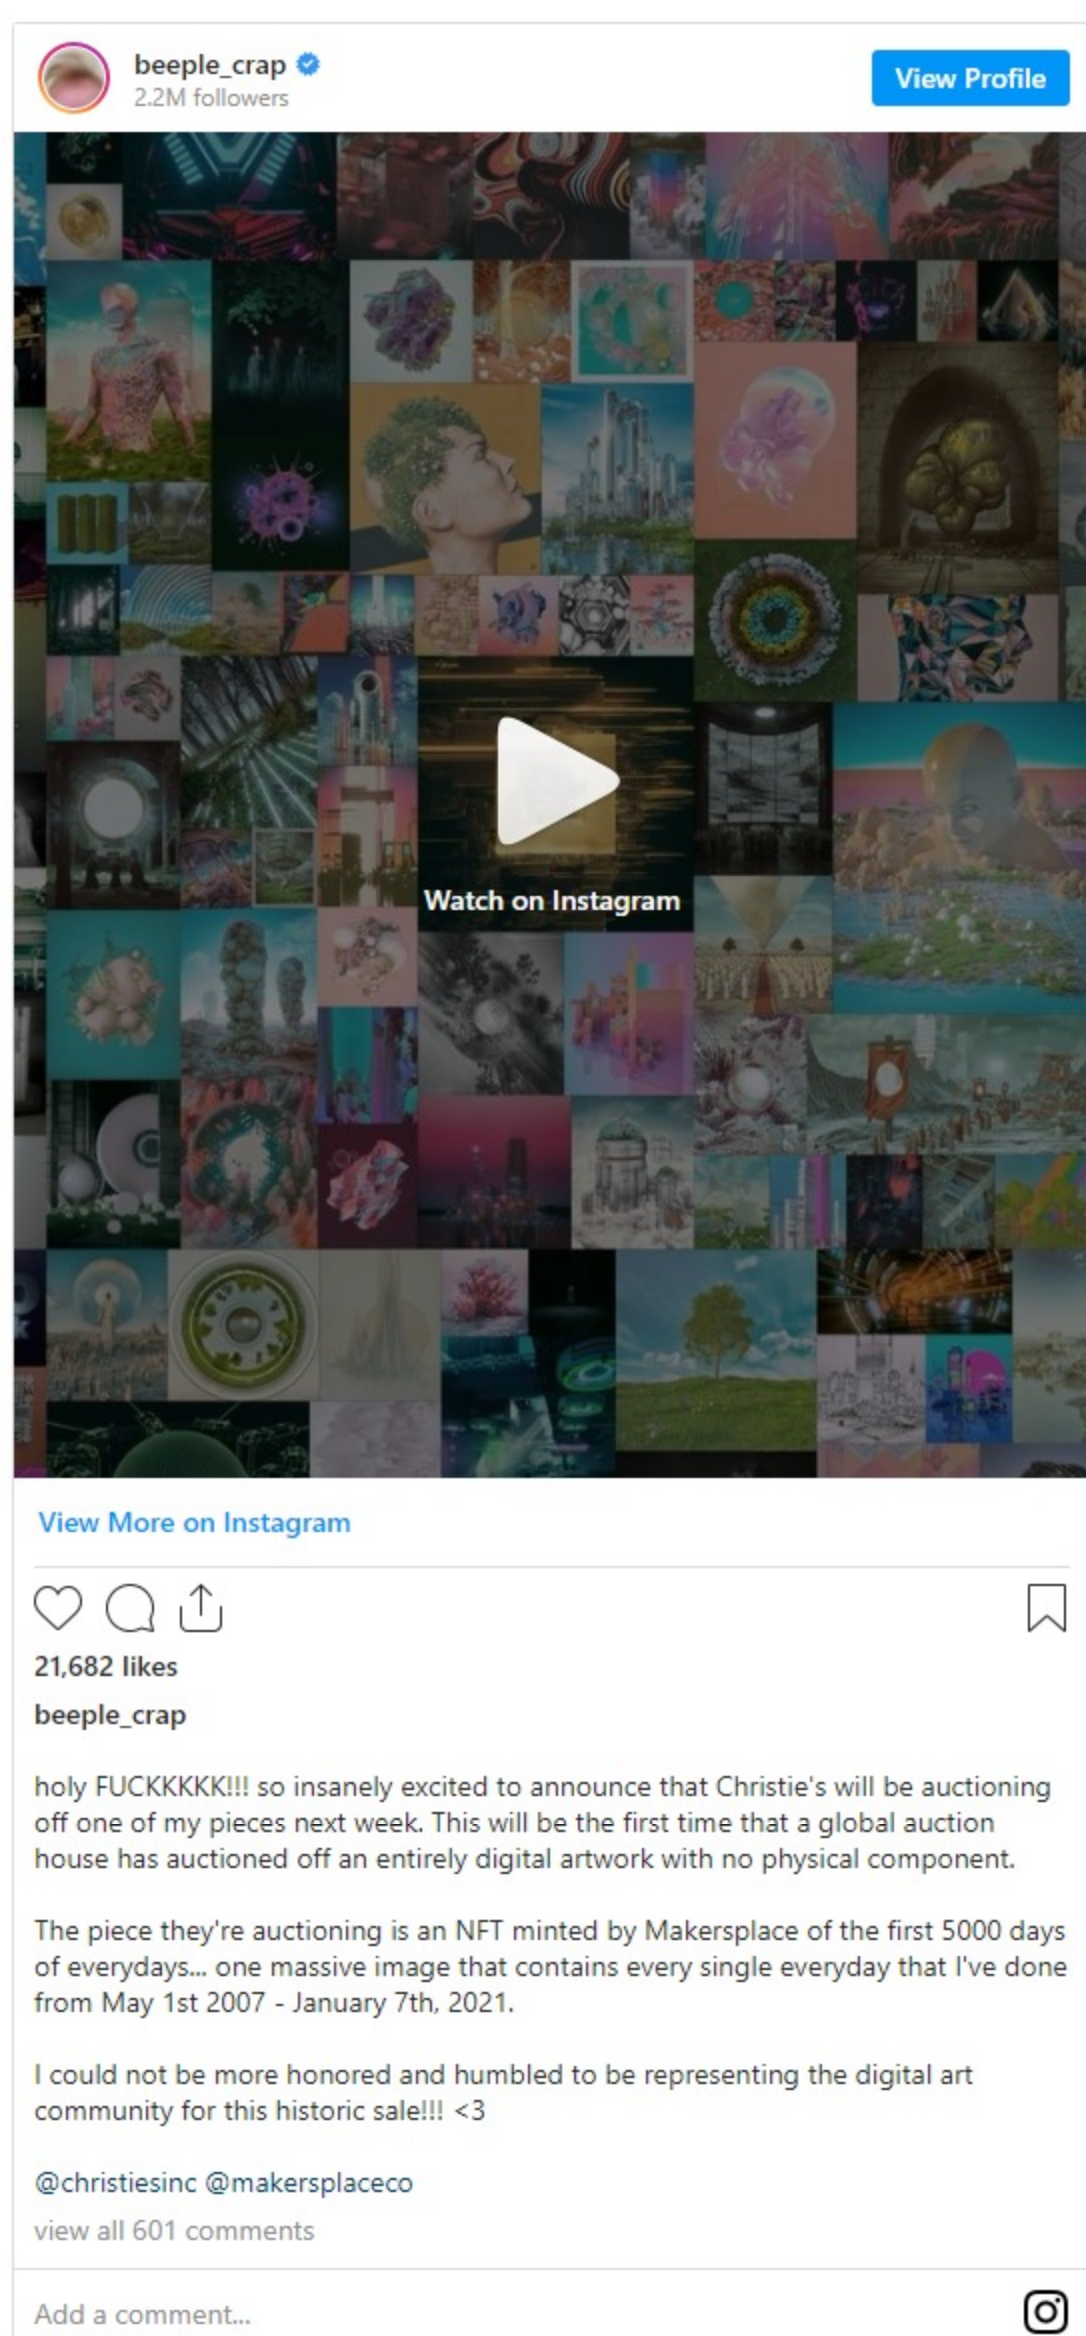 beeple_crap
2.2M followers
View Profile
Watch on Instagram
View More on Instagram
21,682 likes
beeple_crap
holy FUCKKKKK!!! so insanely excited to announce that Christie's will be auctioning
off one of my pieces next week. This will be the first time that a global auction
house has auctioned off an entirely digital artwork with no physical component.
The piece they're auctioning is an NFT minted by Makersplace of the first 5000 days
of everydays... one massive image that contains every single everyday that I've done
from May 1st 2007 - January 7th, 2021.
I could not be more honored and humbled to be representing the digital art
community for this historic sale!!! <3
@christiesinc @makersplaceco
view all 601 comments
Add a comment...